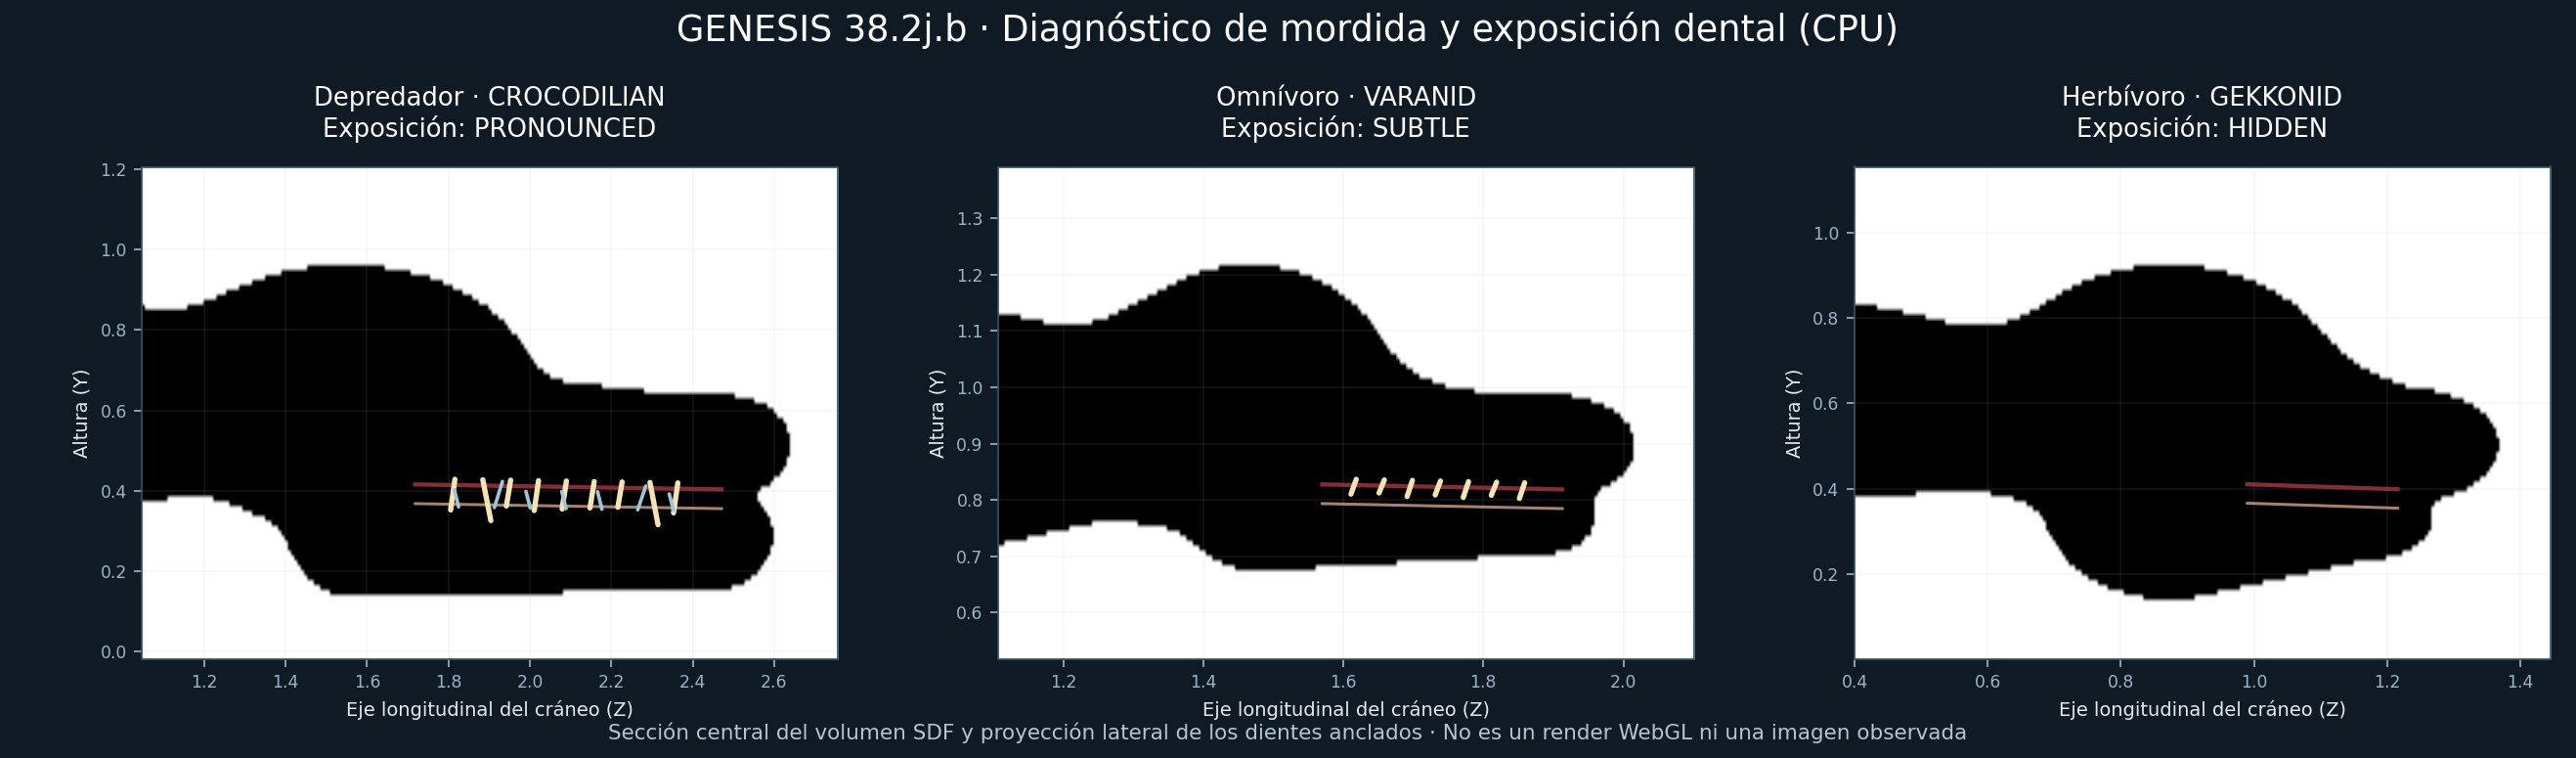 GENESIS 38.2j.b · Diagnóstico de mordida y exposición dental (CPU)
Depredador · CROCODILIAN
Exposición: PRONOUNCED
Altura (Y)
1.2
1.0
0.8
0.6
0.4
0.2
0.0
1.2 1.4 1.6 1.8 2.0 2.2 2.4 2.6
Eje longitudinal del cráneo (Z)
Omnívoro · VARANID
Exposición: SUBTLE
Altura (Y)
1.3
1.2
1.1
1.0
0.9
0.8
0.7
0.6
1.2 1.4 1.6 1.8 2.0
Eje longitudinal del cráneo (Z)
Herbívoro · GEKKONID
Exposición: HIDDEN
Altura (Y)
1.0
0.8
0.6
0.4
0.2
0.4 0.6 0.8 1.0 1.2 1.4
Eje longitudinal del cráneo (Z)
Sección central del volumen SDF y proyección lateral de los dientes anclados · No es un render WebGL ni una imagen observada